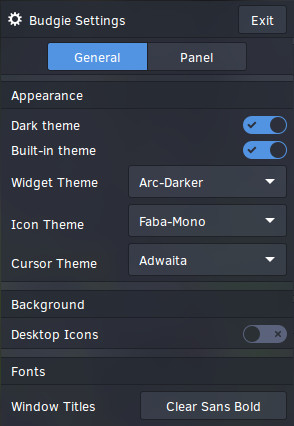 Budgie Settings Exit
General Panel
Appearance
Dark theme
Built-in theme
Widget Theme Arc-Darker
Icon Theme Faba-Mono
Cursor Theme Adwaita
Background
Desktop Icons
Fonts
Window Titles Clear Sans Bold